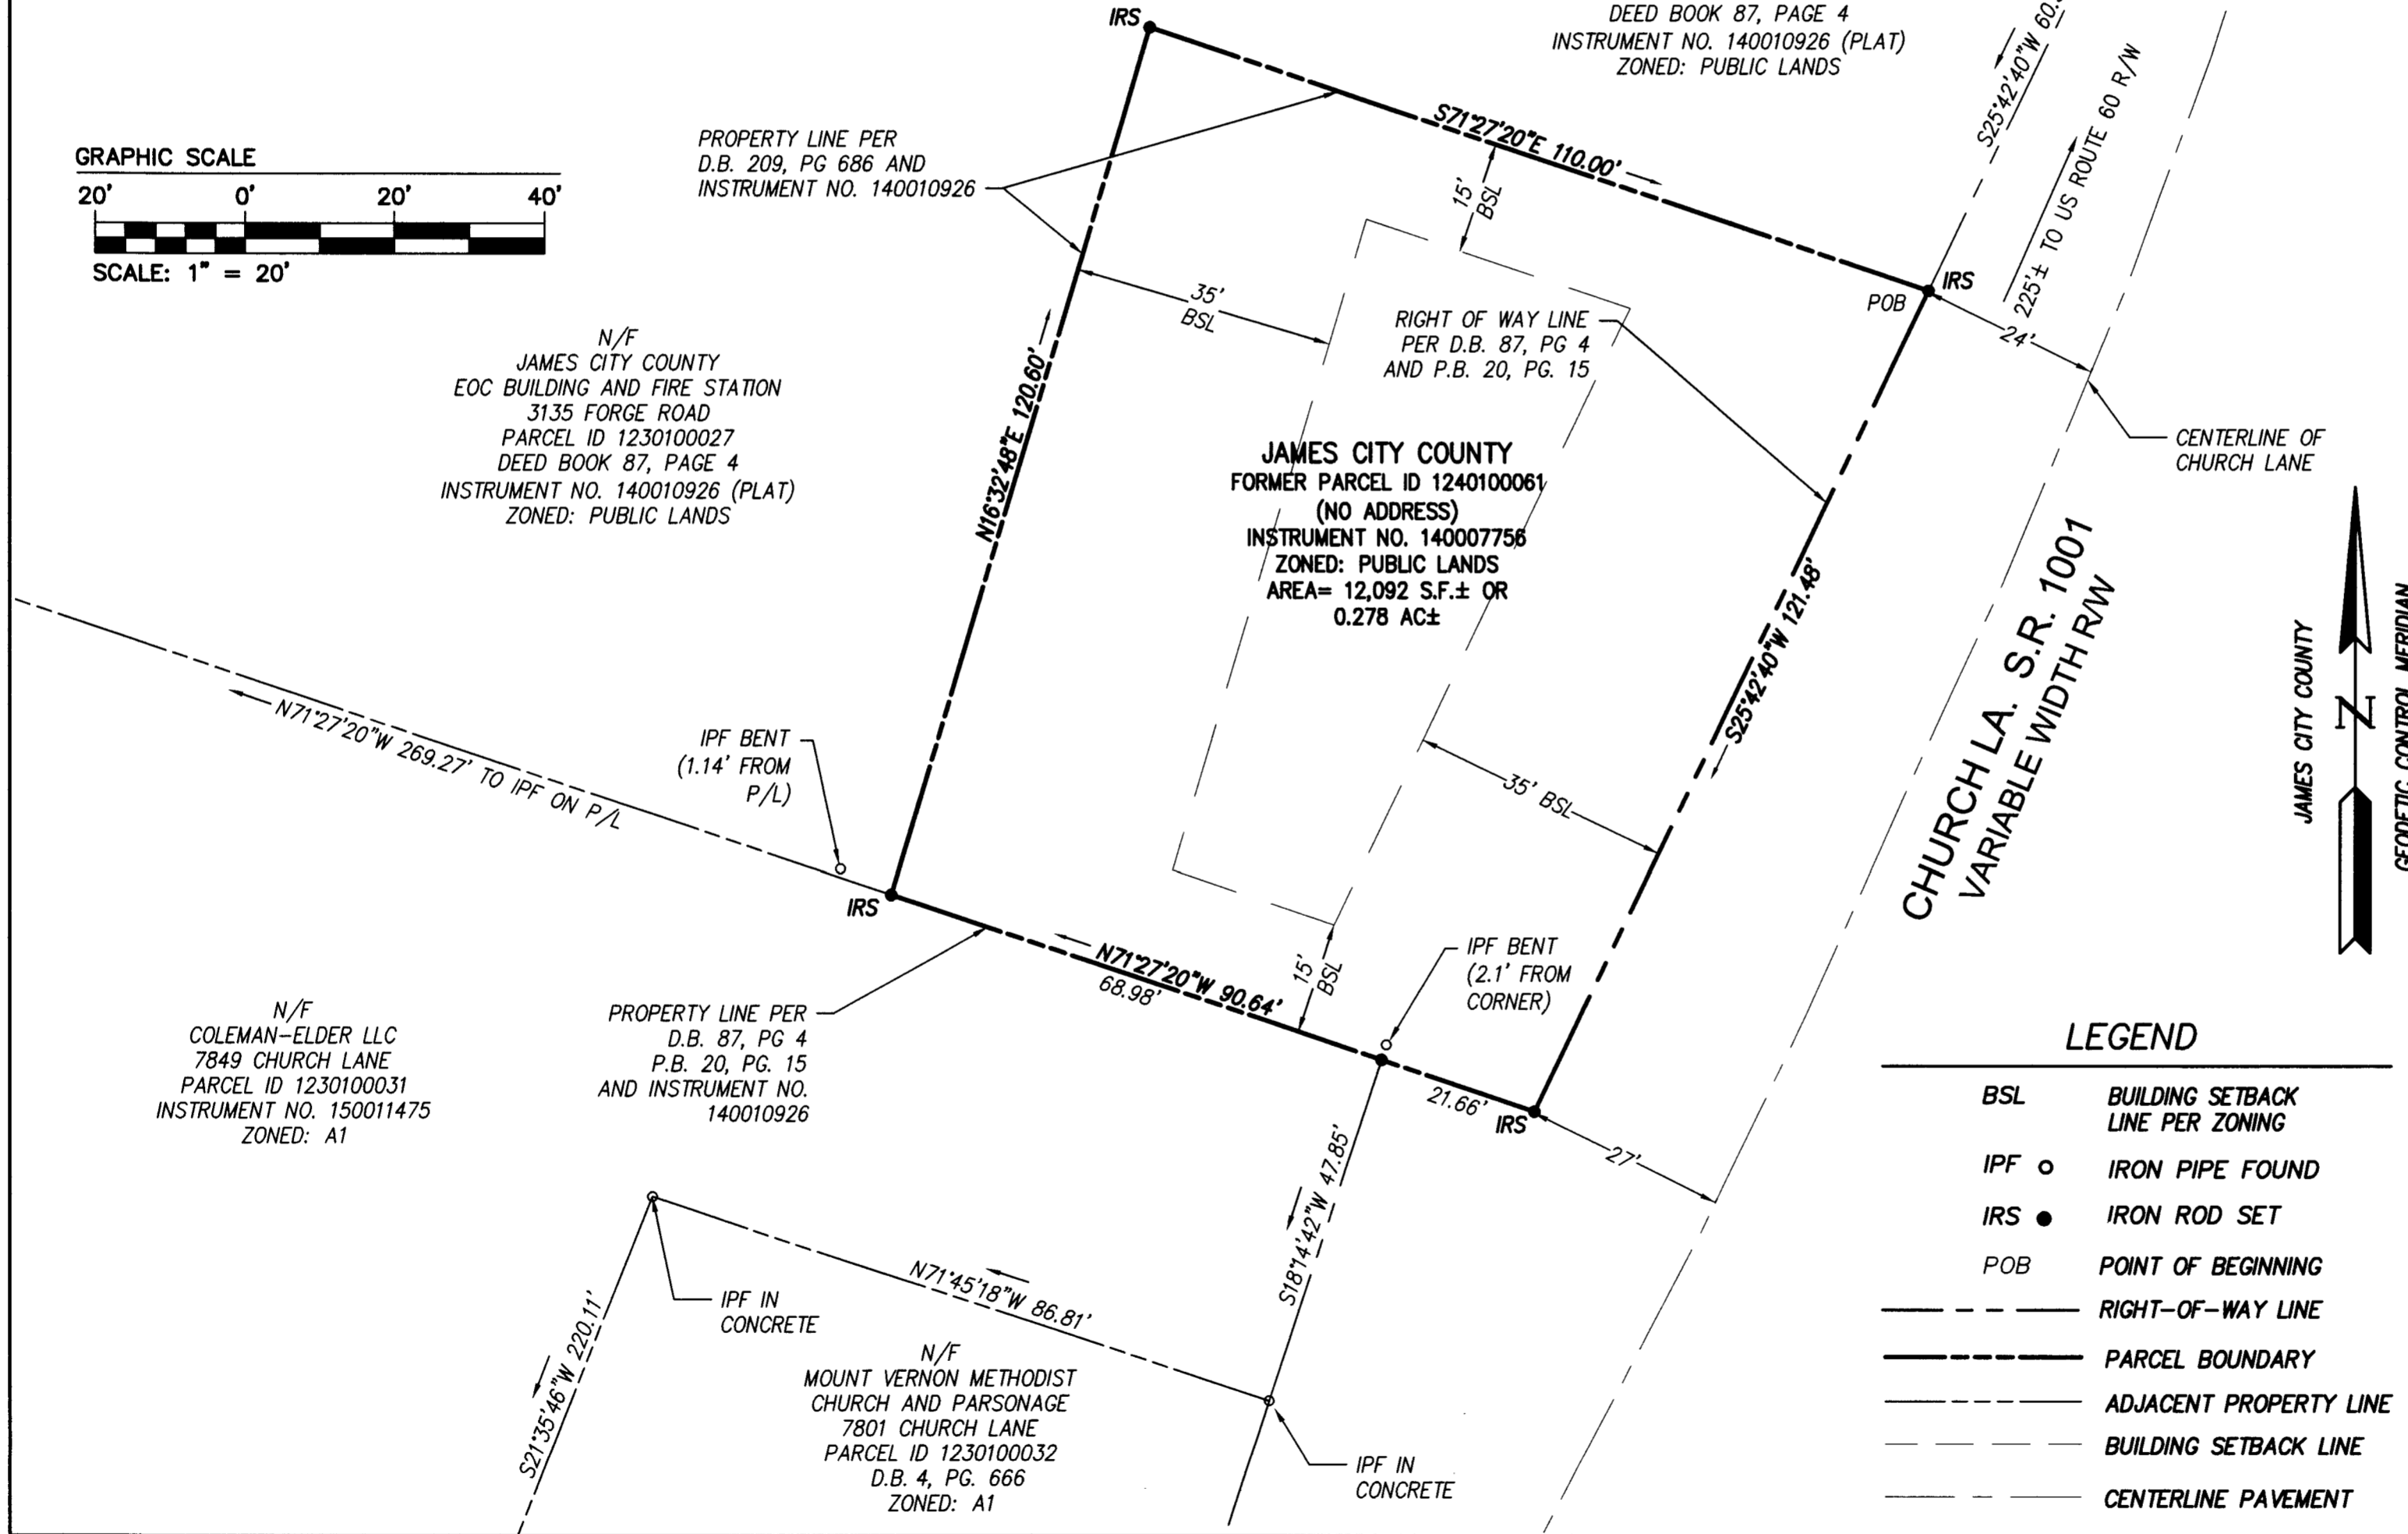 IRS
DEED BOOK 87, PAGE 4
INSTRUMENT NO. 140010926 (PLAT)
ZONED: PUBLIC LANDS
S25°42'40"W
225'± TO US ROUTE 60 R/W
GRAPHIC SCALE
20' 0' 20' 40'
SCALE: 1" = 20'
PROPERTY LINE PER
D.B. 209, PG 686 AND
INSTRUMENT NO. 140010926
S71°27'20"E 110.00'
15'
BSL
35'
BSL
IRS
POB
24'
RIGHT OF WAY LINE
PER D.B. 87, PG 4
AND P.B. 20, PG. 15
CENTERLINE OF
CHURCH LANE
N/F
JAMES CITY COUNTY
EOC BUILDING AND FIRE STATION
3135 FORGE ROAD
PARCEL ID 1230100027
DEED BOOK 87, PAGE 4
INSTRUMENT NO. 140010926 (PLAT)
ZONED: PUBLIC LANDS
N16°32'48"E 120.60'
JAMES CITY COUNTY
FORMER PARCEL ID 1240100061
(NO ADDRESS)
INSTRUMENT NO. 140007756
ZONED: PUBLIC LANDS
AREA= 12,092 S.F.± OR
0.278 AC±
S25°42'40"W 121.48'
CHURCH LA. S.R. 1001
VARIABLE WIDTH R/W
JAMES CITY COUNTY
N
GEODETIC CONTROL MERIDIAN
N71°27'20"W 269.27' TO IPF ON P/L
IPF BENT
(1.14' FROM
P/L)
35' BSL
IRS
N71°27'20"W 90.64'
68.98'
15'
BSL
IPF BENT
(2.1' FROM
CORNER)
21.66'
IRS
27'
PROPERTY LINE PER
D.B. 87, PG 4
P.B. 20, PG. 15
AND INSTRUMENT NO.
140010926
N/F
COLEMAN-ELDER LLC
7849 CHURCH LANE
PARCEL ID 1230100031
INSTRUMENT NO. 150011475
ZONED: A1
S18°14'42"W 47.85'
N71°45'18"W 86.81'
IPF IN
CONCRETE
S21°35'46"W 220.11'
N/F
MOUNT VERNON METHODIST
CHURCH AND PARSONAGE
7801 CHURCH LANE
PARCEL ID 1230100032
D.B. 4, PG. 666
ZONED: A1
IPF IN
CONCRETE
LEGEND
BSL BUILDING SETBACK
LINE PER ZONING
IPF IRON PIPE FOUND
IRS IRON ROD SET
POB POINT OF BEGINNING
RIGHT-OF-WAY LINE
PARCEL BOUNDARY
ADJACENT PROPERTY LINE
BUILDING SETBACK LINE
CENTERLINE PAVEMENT